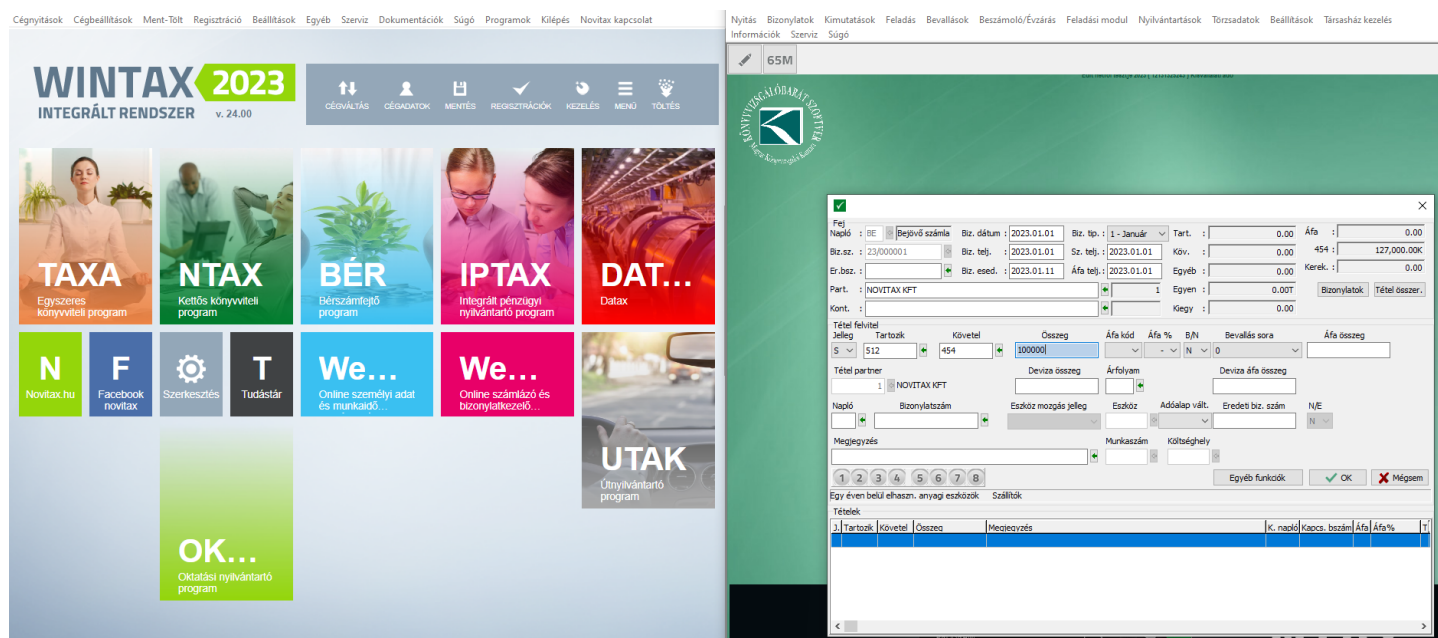 Cégnyitások Cégbeállítások Ment-Tölt Regisztráció Beállítások Egyéb Szerviz Dokumentációk Súgó Programok Kilépés Novitax kapcsolat
WINTAX 2023
INTEGRÁLT RENDSZER v. 24.00
CÉGVÁLTÁS CÉGADATOK MENTÉS REGISZTRÁCIÓK KEZELÉS MENÜ TÖLTÉS
TAXA
Egyszeres
könyvviteli program
NTAX
Kettős könyvviteli
program
BÉR
Bérszámfejtő
program
IPTAX
Integrált pénzügyi
nyilvántartó program
DAT...
Datax
N
Novitax.hu
F
Facebook
novitax
Szerkesztés
T
Tudástár
We...
Online személyi adat
és munkaidő...
We...
Online számlázó és
bizonylatkezelő...
UTAK
Útnyilvántartó
program
OK...
Oktatási nyilvántartó
program
Nyitás Bizonylatok Kimutatások Feladás Bevallások Beszámoló/Évzárás Feladási modul Nyilvántartások Törzsadatok Beállítások Társasház kezelés
Információk Szerviz Súgó
65M
KÖNYVVIZSGÁLÓBARÁT SZOFTVER
Magyar Könyvvizsgálói Kamara
Fej
Napló : BE Bejövő számla Biz. dátum : 2023.01.01 Biz. tip. : 1 - Január Tart. : 0.00 Áfa : 0.00
Biz.sz. : 23/000001 Biz. telj. : 2023.01.01 Sz. telj. : 2023.01.01 Köv. : 0.00 454 : 127,000.00K
Er.bsz. : Biz. esed. : 2023.01.11 Áfa telj.: 2023.01.01 Egyéb : 0.00 Kerek. : 0.00
Part. : NOVITAX KFT 1 Egyen : 0.00T Bizonylatok Tétel összer.
Kont. : Kiegy : 0.00
Tétel felvitel
Jelleg Tartozik Követel Összeg Áfa kód Áfa % B/N Bevallás sora Áfa összeg
S 512 454 100000 - N 0
Tétel partner Deviza összeg Árfolyam Deviza áfa összeg
1 NOVITAX KFT
Napló Bizonylatszám Eszköz mozgás jelleg Eszköz Adóalap vált. Eredeti biz. szám N/E
N
Megjegyzés Munkaszám Költséghely
1 2 3 4 5 6 7 8 Egyéb funkciók OK Mégsem
Egy éven belül elhaszn. anyagi eszközök Szállítók
Tételek
J. Tartozik Követel Összeg Megjegyzés K. napló Kapcs. bszám Áfa Áfa% T